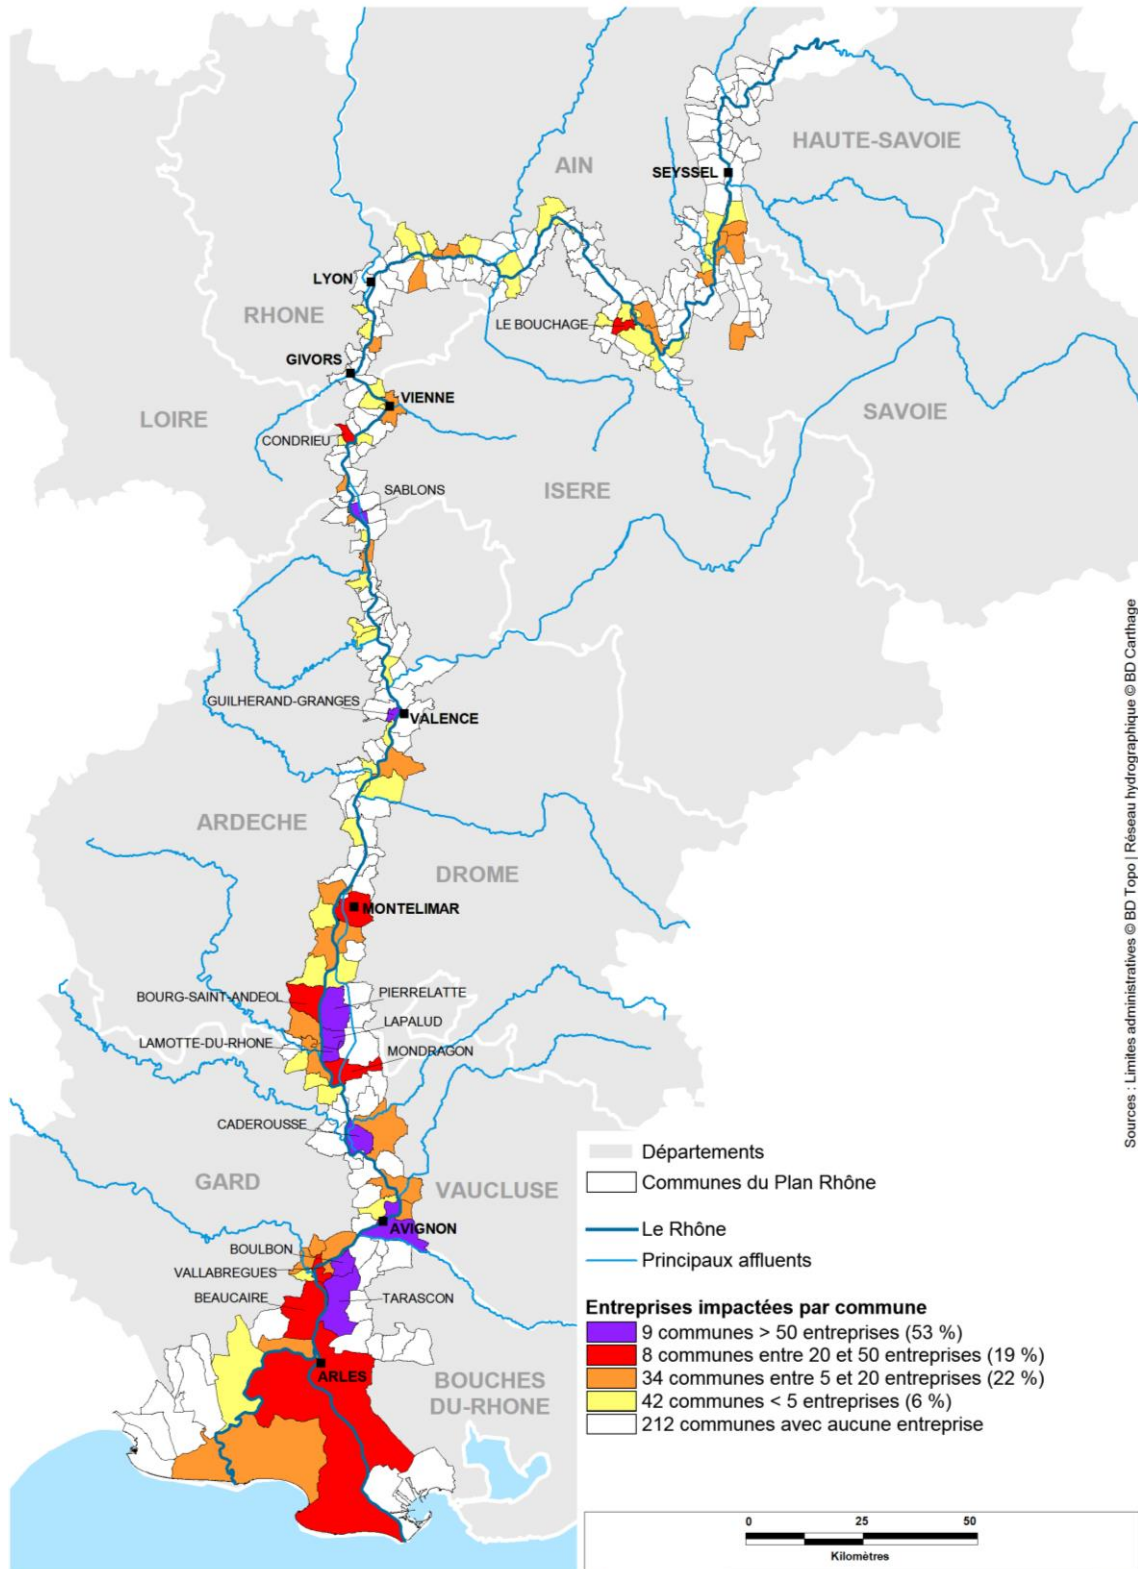 HAUTE-SAVOIE
AIN
SEYSSEL
LYON
RHONE
LE BOUCHAGE
GIVORS
VIENNE
LOIRE
SAVOIE
CONDRIEU
SABLONS
ISERE
GUILHERAND-GRANGES
VALENCE
ARDECHE
DROME
MONTELIMAR
BOURG-SAINT-ANDEOL
PIERRELATTE
LAPALUD
LAMOTTE-DU-RHONE
MONDRAGON
CADEROUSSE
GARD
VAUCLUSE
AVIGNON
BOULBON
VALLABREGUES
BEAUCAIRE
TARASCON
ARLES
BOUCHES
DU-RHONE
Départements
Communes du Plan Rhône
Le Rhône
Principaux affluents
Entreprises impactées par commune
9 communes > 50 entreprises (53 %)
8 communes entre 20 et 50 entreprises (19 %)
34 communes entre 5 et 20 entreprises (22 %)
42 communes < 5 entreprises (6 %)
212 communes avec aucune entreprise
0 25 50
Kilomètres
Sources : Limites administratives © BD Topo | Réseau hydrographique © BD Carthage